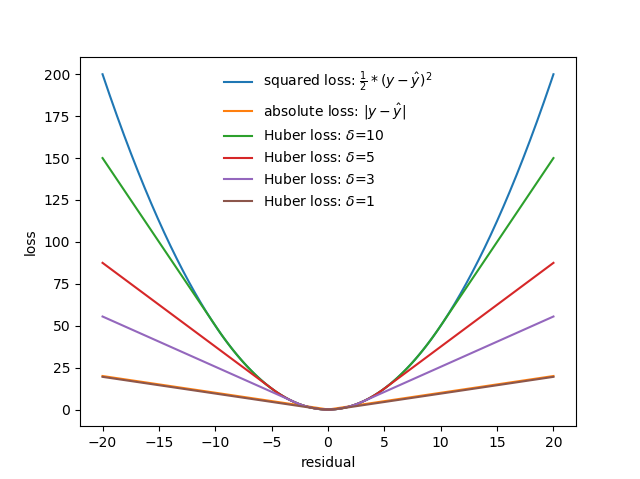 200
175
150
125
100
75
50
25
0
loss
squared loss: ½ * (y − ŷ)²
absolute loss: |y − ŷ|
Huber loss: δ=10
Huber loss: δ=5
Huber loss: δ=3
Huber loss: δ=1
−20 −15 −10 −5 0 5 10 15 20
residual